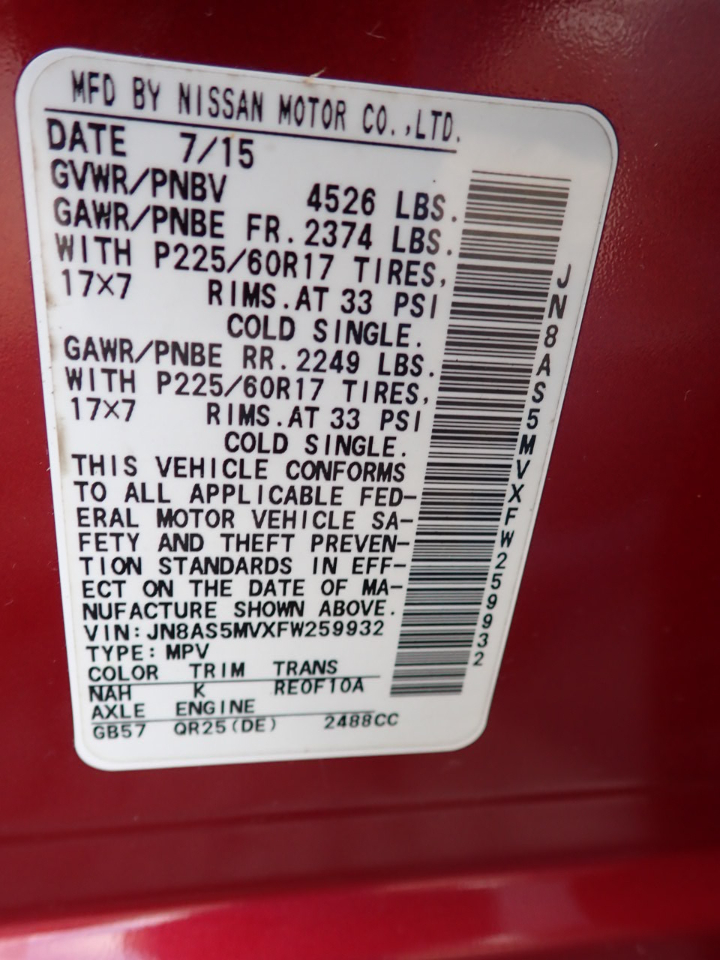 MFD BY NISSAN MOTOR CO.,LTD.
DATE 7/15
GVWR/PNBV 4526 LBS.
GAWR/PNBE FR.2374 LBS.
WITH P225/60R17 TIRES,
17×7 RIMS.AT 33 PSI
COLD SINGLE.
GAWR/PNBE RR.2249 LBS.
WITH P225/60R17 TIRES,
17×7 RIMS.AT 33 PSI
COLD SINGLE.
THIS VEHICLE CONFORMS
TO ALL APPLICABLE FED-
ERAL MOTOR VEHICLE SA-
FETY AND THEFT PREVEN-
TION STANDARDS IN EFF-
ECT ON THE DATE OF MA-
NUFACTURE SHOWN ABOVE.
VIN:JN8AS5MVXFW259932
TYPE:MPV
COLOR TRIM TRANS
NAH K RE0F10A
AXLE ENGINE
GB57 QR25(DE) 2488CC
JN8AS5MVXFW259932